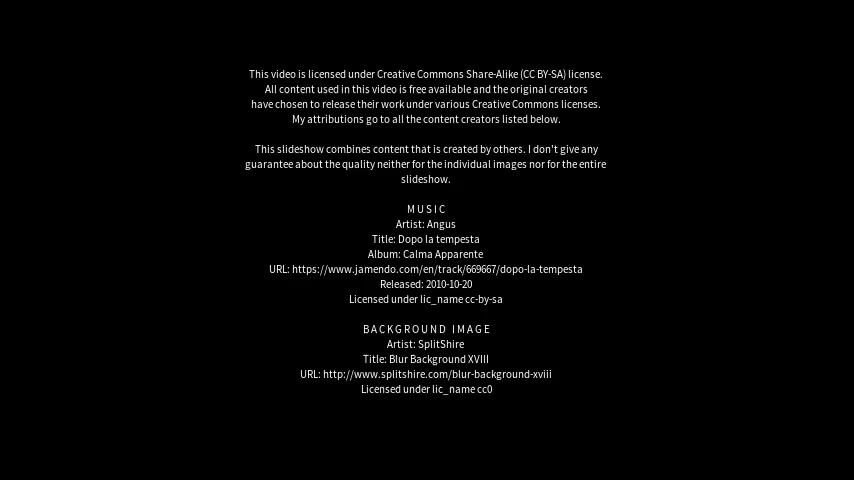 This video is licensed under Creative Commons Share-Alike (CC BY-SA) license.
All content used in this video is free available and the original creators
have chosen to release their work under various Creative Commons licenses.
My attributions go to all the content creators listed below.
This slideshow combines content that is created by others. I don't give any
guarantee about the quality neither for the individual images nor for the entire
slideshow.
MUSIC
Artist: Angus
Title: Dopo la tempesta
Album: Calma Apparente
URL: https://www.jamendo.com/en/track/669667/dopo-la-tempesta
Released: 2010-10-20
Licensed under lic_name cc-by-sa
BACKGROUND IMAGE
Artist: SplitShire
Title: Blur Background XVIII
URL: http://www.splitshire.com/blur-background-xviii
Licensed under lic_name cc0